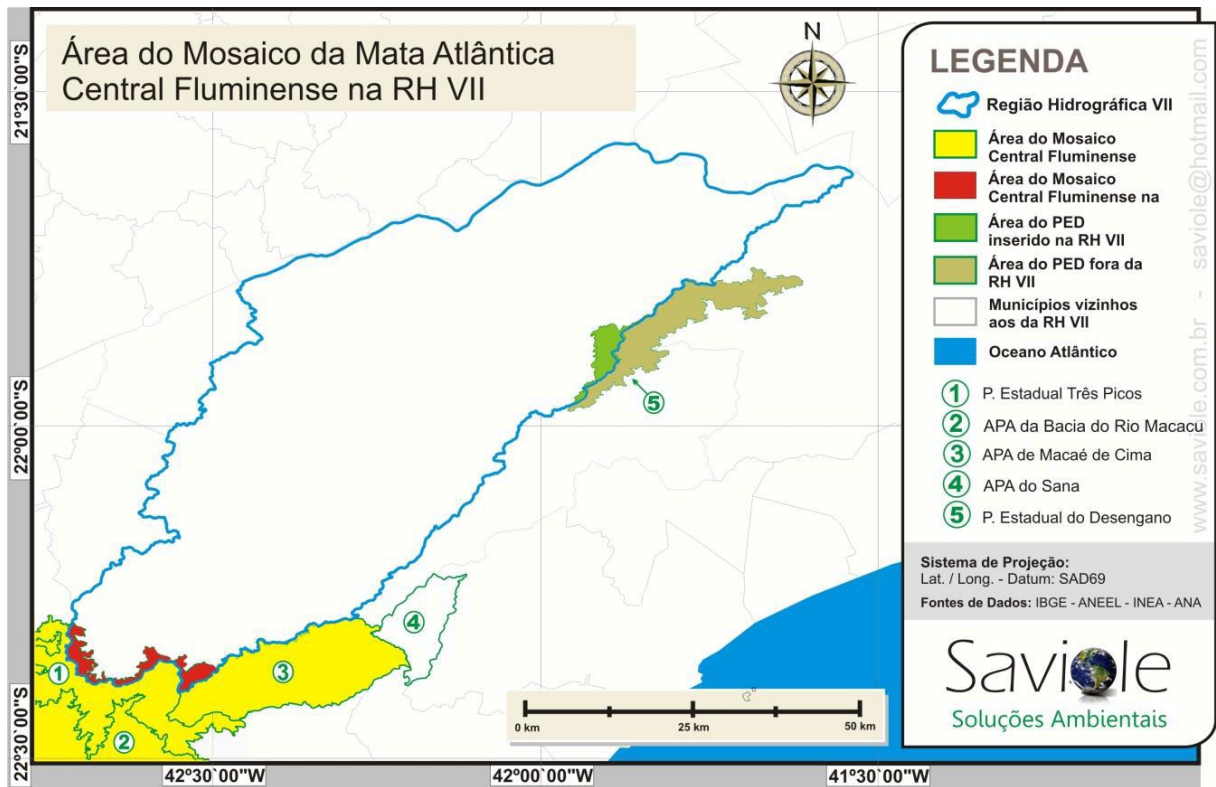 Área do Mosaico da Mata Atlântica
Central Fluminense na RH VII
N
LEGENDA
Região Hidrográfica VII
Área do Mosaico
Central Fluminense
Área do Mosaico
Central Fluminense na
Área do PED
inserido na RH VII
Área do PED fora da
RH VII
Municípios vizinhos
aos da RH VII
Oceano Atlântico
1 P. Estadual Três Picos
2 APA da Bacia do Rio Macacu
3 APA de Macaé de Cima
4 APA do Sana
5 P. Estadual do Desengano
Sistema de Projeção:
Lat. / Long. - Datum: SAD69
Fontes de Dados: IBGE - ANEEL - INEA - ANA
Saviole
Soluções Ambientais
www.saviole.com.br - saviole@hotmail.com
21°30`00"S
22°00`00"S
22°30`00"S
42°30`00"W
42°00`00"W
41°30`00"W
5
4
3
1
2
0 km
25 km
50 km